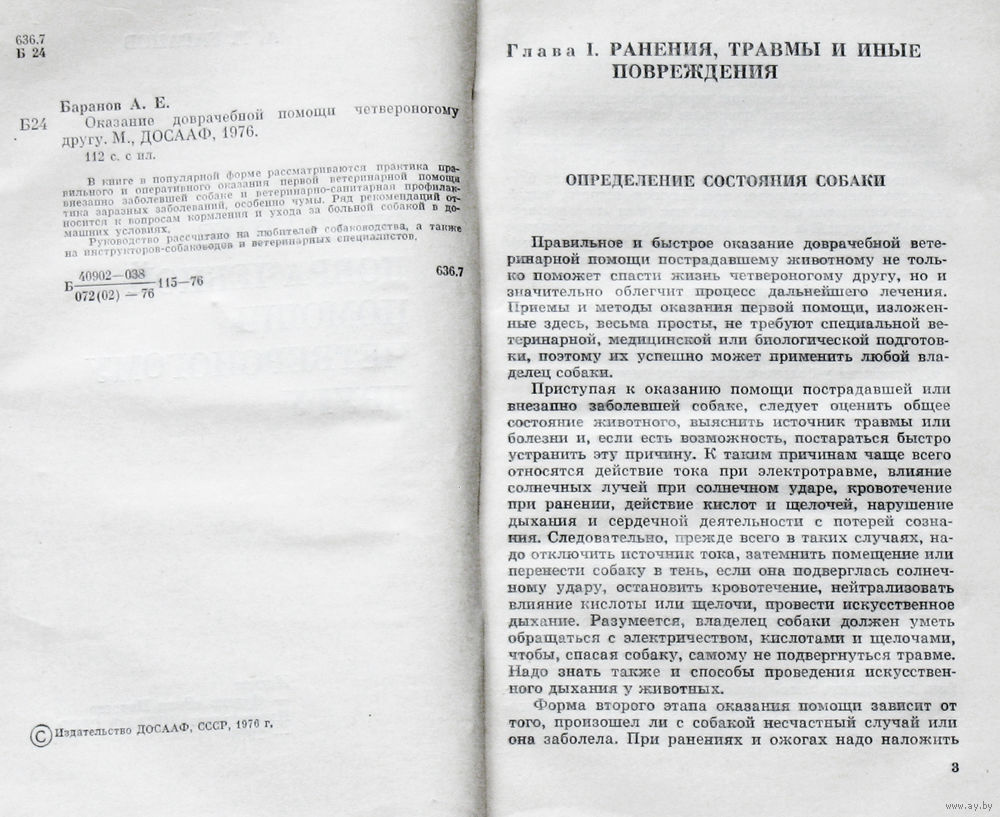 636.7
Б 24
Баранов А. Е.
Б24
Оказание доврачебной помощи четвероногому
другу. М., ДОСААФ, 1976.
112 с. с ил.
В книге в популярной форме рассматриваются практика пра-
вильного и оперативного оказания первой ветеринарной помощи
внезапно заболевшей собаке и ветеринарно-санитарная профилак-
тика заразных заболеваний, особенно чумы. Ряд рекомендаций от-
носится к вопросам кормления и ухода за больной собакой в до-
машних условиях.
Руководство рассчитано на любителей собаководства, а также
на инструкторов-собаководов и ветеринарных специалистов.
Б 40902—038
072(02) —76
115—76
636.7
© Издательство ДОСААФ, СССР, 1976 г.
Глава I. РАНЕНИЯ, ТРАВМЫ И ИНЫЕ
ПОВРЕЖДЕНИЯ
ОПРЕДЕЛЕНИЕ СОСТОЯНИЯ СОБАКИ
Правильное и быстрое оказание доврачебной вете-
ринарной помощи пострадавшему животному не толь-
ко поможет спасти жизнь четвероногому другу, но и
значительно облегчит процесс дальнейшего лечения.
Приемы и методы оказания первой помощи, изложен-
ные здесь, весьма просты, не требуют специальной ве-
теринарной, медицинской или биологической подготов-
ки, поэтому их успешно может применить любой вла-
делец собаки.
Приступая к оказанию помощи пострадавшей или
внезапно заболевшей собаке, следует оценить общее
состояние животного, выяснить источник травмы или
болезни и, если есть возможность, постараться быстро
устранить эту причину. К таким причинам чаще всего
относятся действие тока при электротравме, влияние
солнечных лучей при солнечном ударе, кровотечение
при ранении, действие кислот и щелочей, нарушение
дыхания и сердечной деятельности с потерей созна-
ния. Следовательно, прежде всего в таких случаях, на-
до отключить источник тока, затемнить помещение или
перенести собаку в тень, если она подверглась солнеч-
ному удару, остановить кровотечение, нейтрализовать
влияние кислоты или щелочи, провести искусственное
дыхание. Разумеется, владелец собаки должен уметь
обращаться с электричеством, кислотами и щелочами,
чтобы, спасая собаку, самому не подвергнуться травме.
Надо знать также и способы проведения искусствен-
ного дыхания у животных.
Форма второго этапа оказания помощи зависит от
того, произошел ли с собакой несчастный случай или
она заболела. При ранениях и ожогах надо наложить
3
www.ay.by